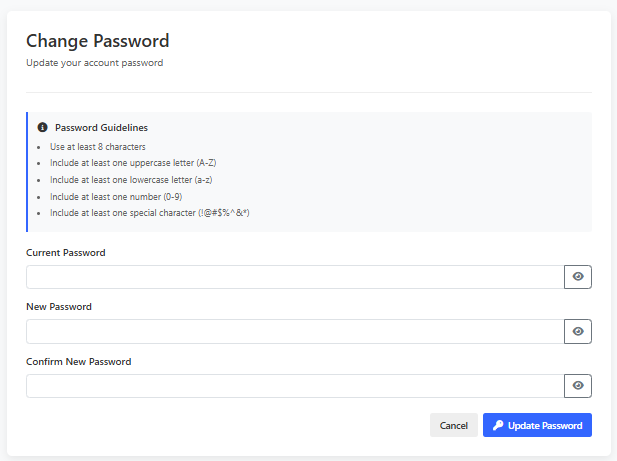 Change Password
Update your account password
Password Guidelines
Use at least 8 characters
Include at least one uppercase letter (A-Z)
Include at least one lowercase letter (a-z)
Include at least one number (0-9)
Include at least one special character (!@#$%^&*)
Current Password
New Password
Confirm New Password
Cancel
Update Password